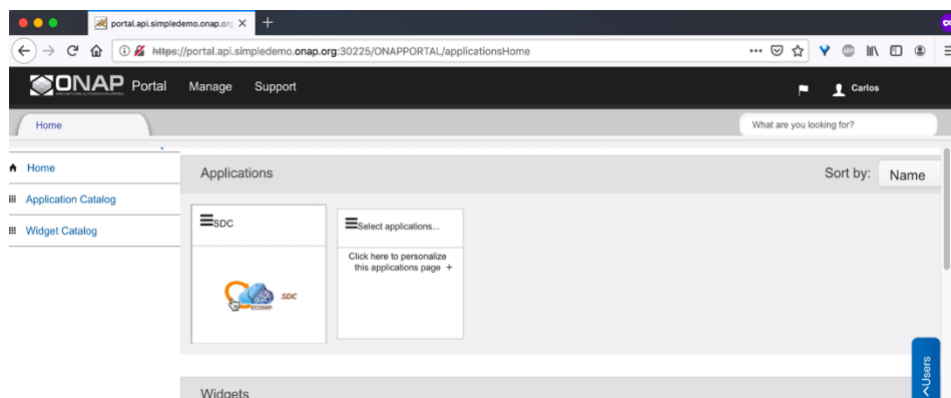 portal.api.simpledemo.onap.org
https://portal.api.simpledemo.onap.org:30225/ONAPPORTAL/applicationsHome
ONAP Portal Manage Support Carlos
Home What are you looking for?
Home
Applications Sort by: Name
Application Catalog
Widget Catalog
SDC
Select applications...
Click here to personalize
this applications page +
SDC
ECOMP
Users
Widgets